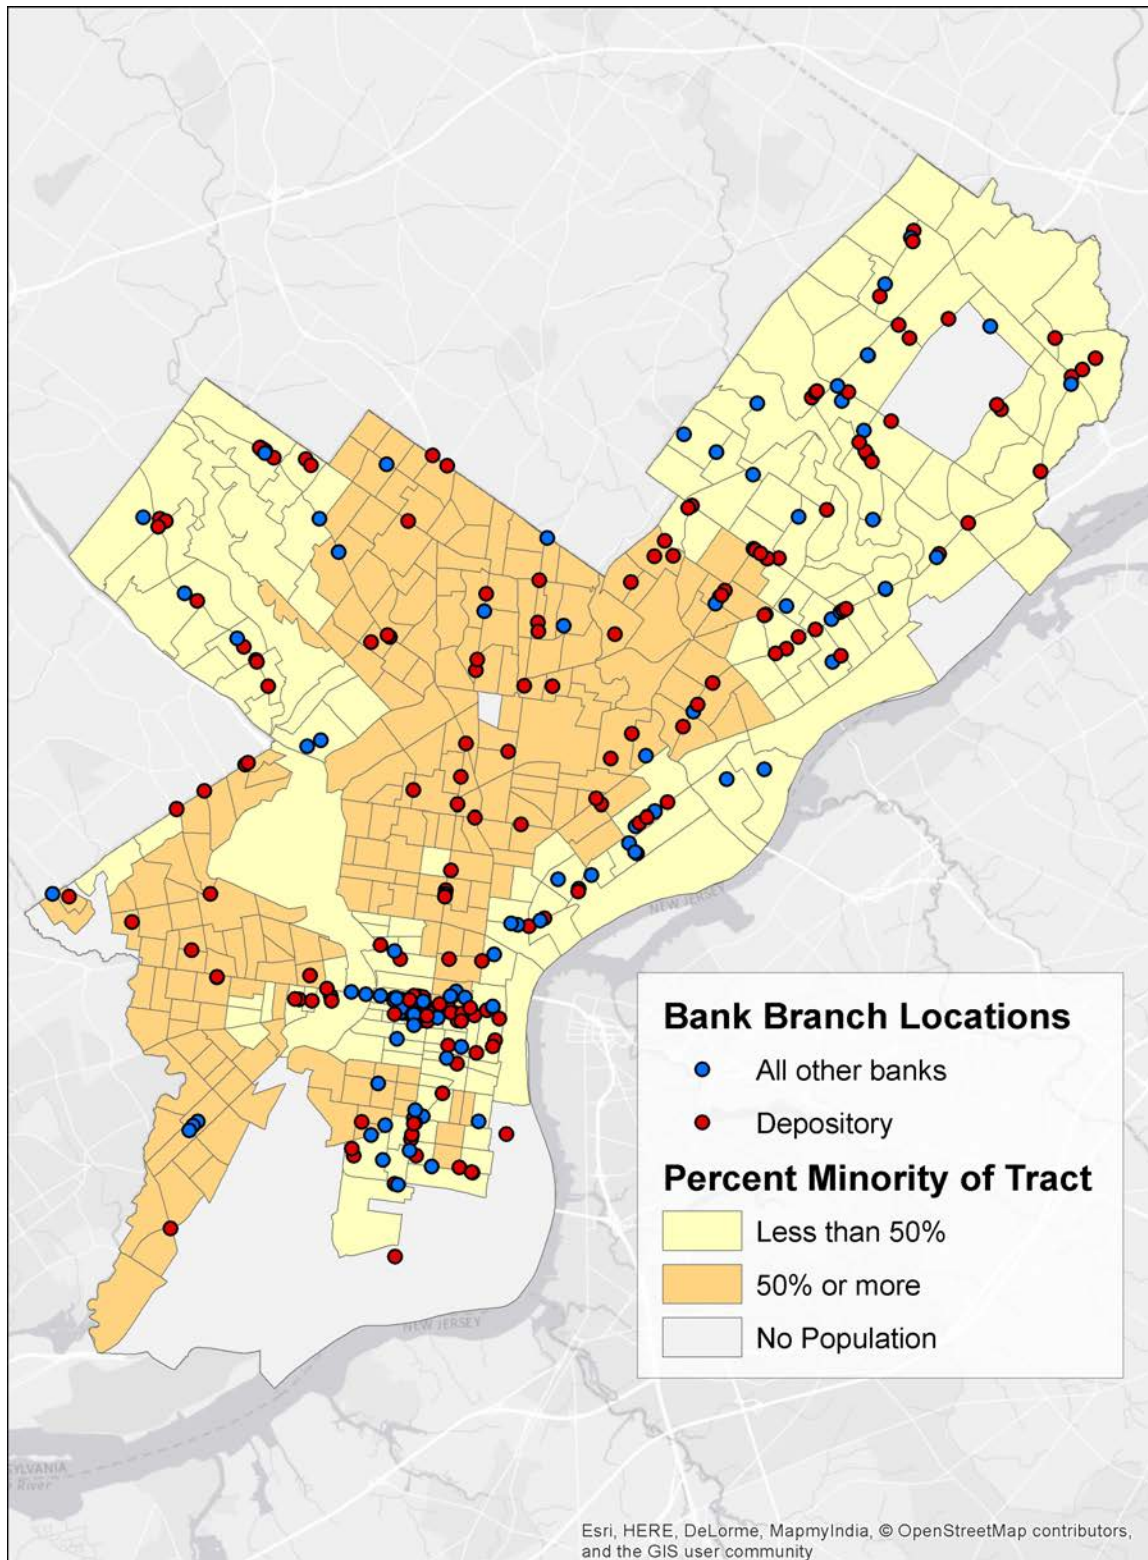 NEW JERSEY
Bank Branch Locations
All other banks
Depository
Percent Minority of Tract
Less than 50%
50% or more
No Population
NEW JERSEY
River
Esri, HERE, DeLorme, MapmyIndia, © OpenStreetMap contributors,
and the GIS user community